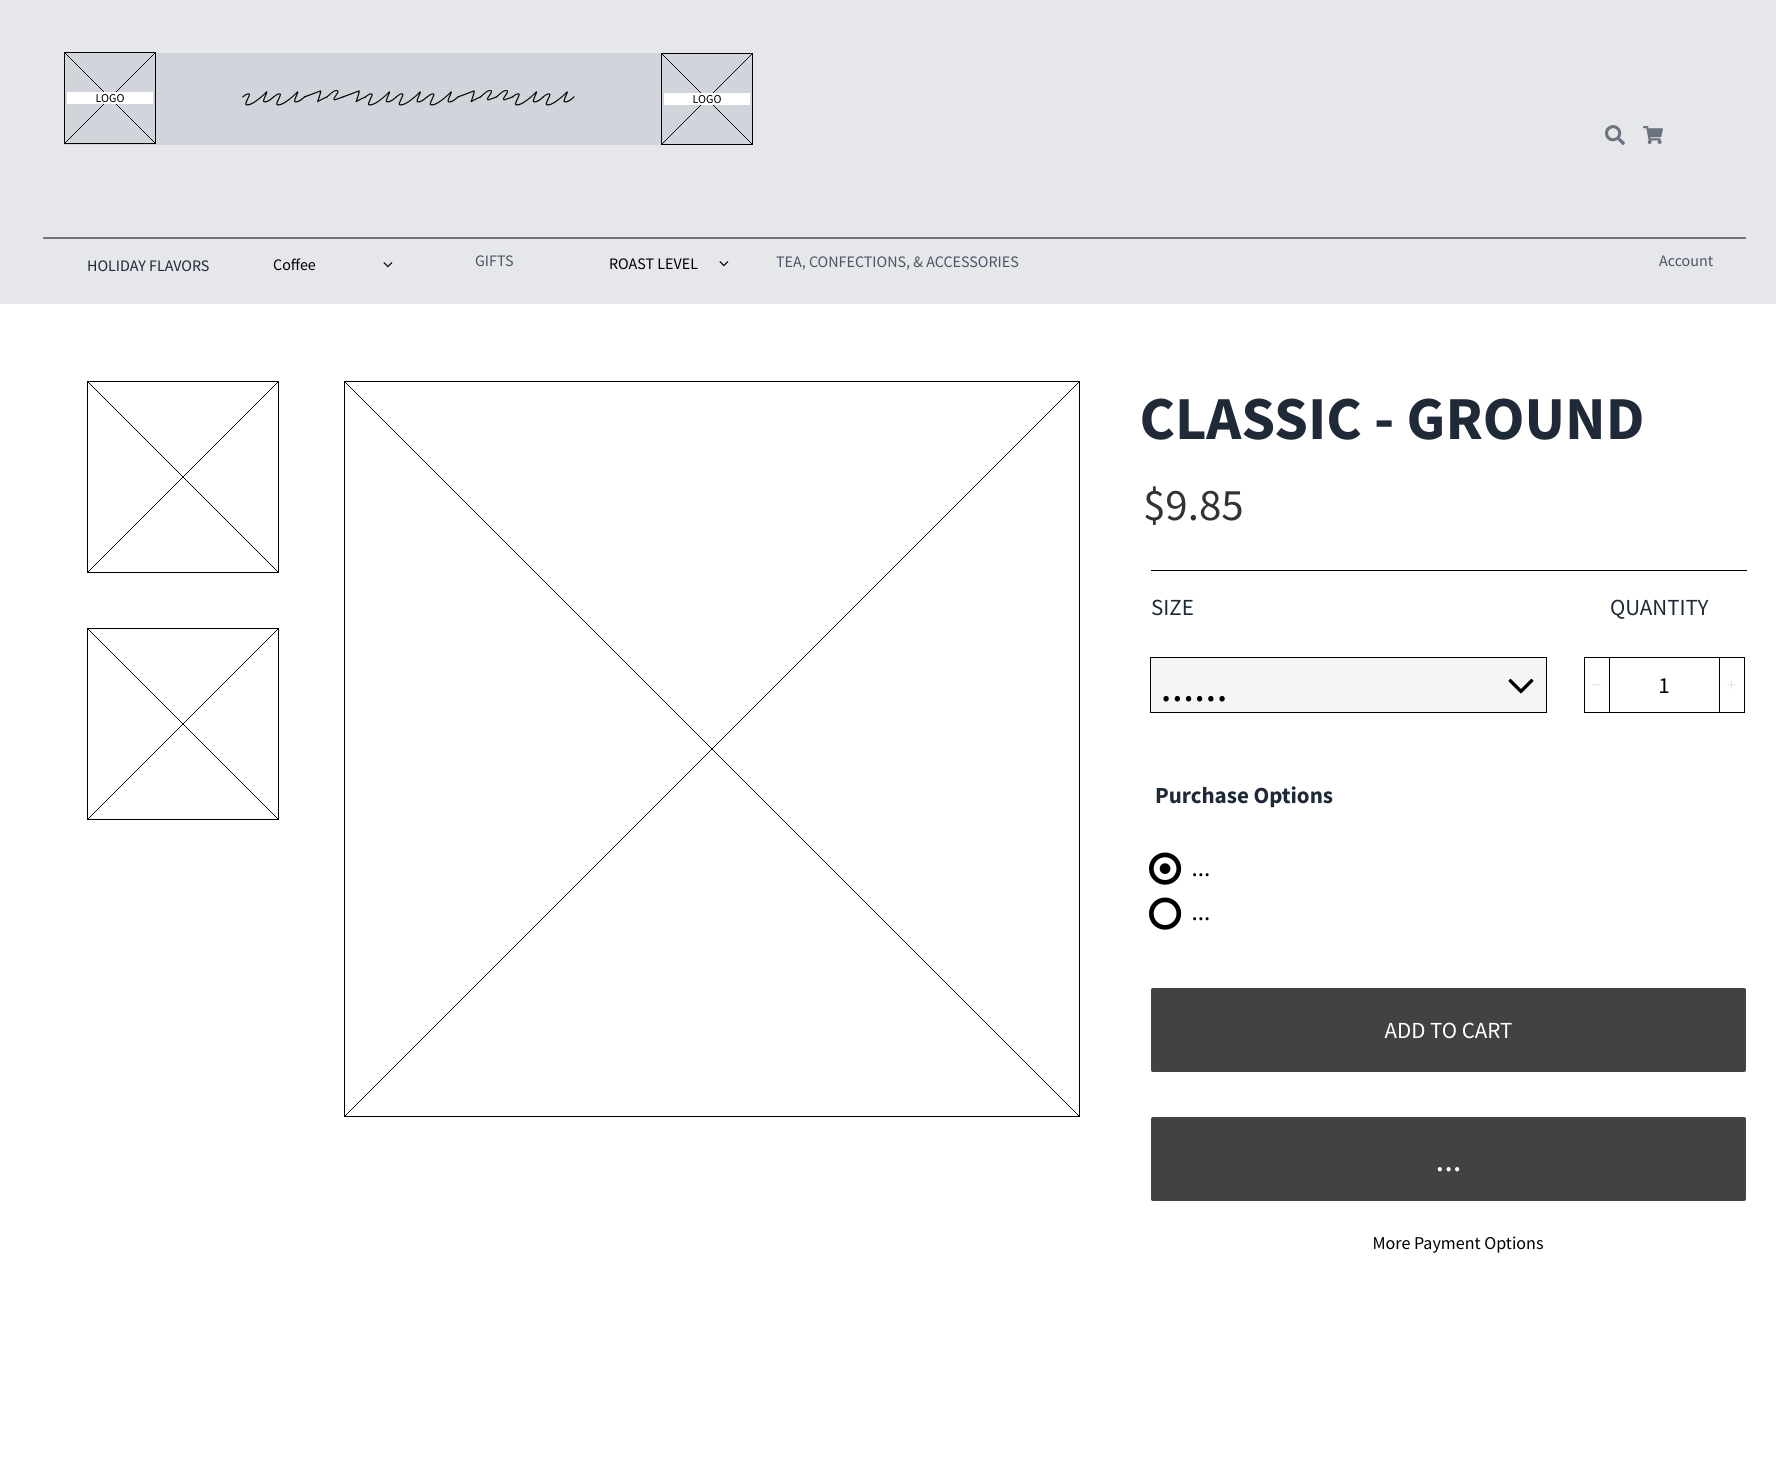 LOGO
LOGO
HOLIDAY FLAVORS
Coffee
GIFTS
ROAST LEVEL
TEA, CONFECTIONS, & ACCESSORIES
Account
CLASSIC - GROUND
$9.85
SIZE
QUANTITY
......
- 1 +
Purchase Options
...
...
ADD TO CART
...
More Payment Options